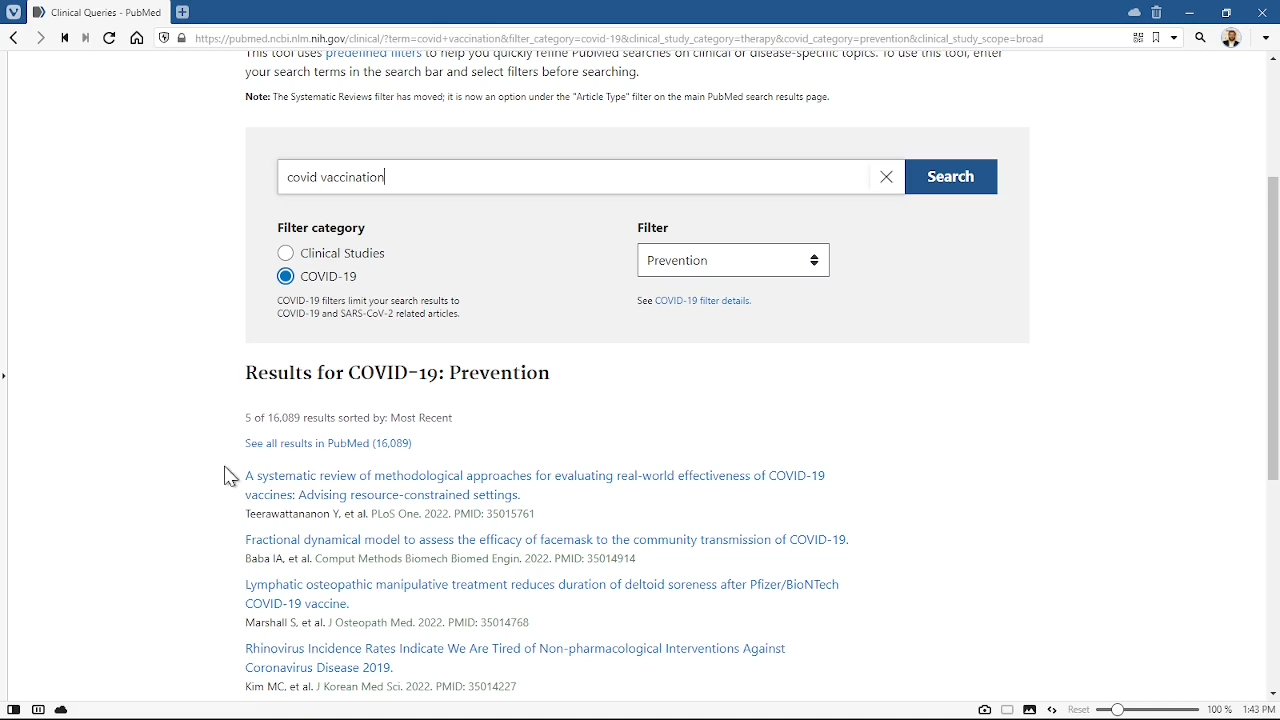 Clinical Queries - PubMed
https://pubmed.ncbi.nlm.nih.gov/clinical/?term=covid+vaccination&filter_category=covid-19&clinical_study_category=therapy&covid_category=prevention&clinical_study_scope=broad
This tool uses predefined filters to help you quickly refine PubMed searches on clinical or disease-specific topics. To use this tool, enter
your search terms in the search bar and select filters before searching.
Note: The Systematic Reviews filter has moved; it is now an option under the "Article Type" filter on the main PubMed search results page.
covid vaccination
Search
Filter category
Filter
Clinical Studies
COVID-19
Prevention
COVID-19 filters limit your search results to
COVID-19 and SARS-CoV-2 related articles.
See COVID-19 filter details.
Results for COVID-19: Prevention
5 of 16,089 results sorted by: Most Recent
See all results in PubMed (16,089)
A systematic review of methodological approaches for evaluating real-world effectiveness of COVID-19
vaccines: Advising resource-constrained settings.
Teerawattananon Y, et al. PLoS One. 2022. PMID: 35015761
Fractional dynamical model to assess the efficacy of facemask to the community transmission of COVID-19.
Baba IA, et al. Comput Methods Biomech Biomed Engin. 2022. PMID: 35014914
Lymphatic osteopathic manipulative treatment reduces duration of deltoid soreness after Pfizer/BioNTech
COVID-19 vaccine.
Marshall S, et al. J Osteopath Med. 2022. PMID: 35014768
Rhinovirus Incidence Rates Indicate We Are Tired of Non-pharmacological Interventions Against
Coronavirus Disease 2019.
Kim MC, et al. J Korean Med Sci. 2022. PMID: 35014227
Reset 100 % 1:43 PM